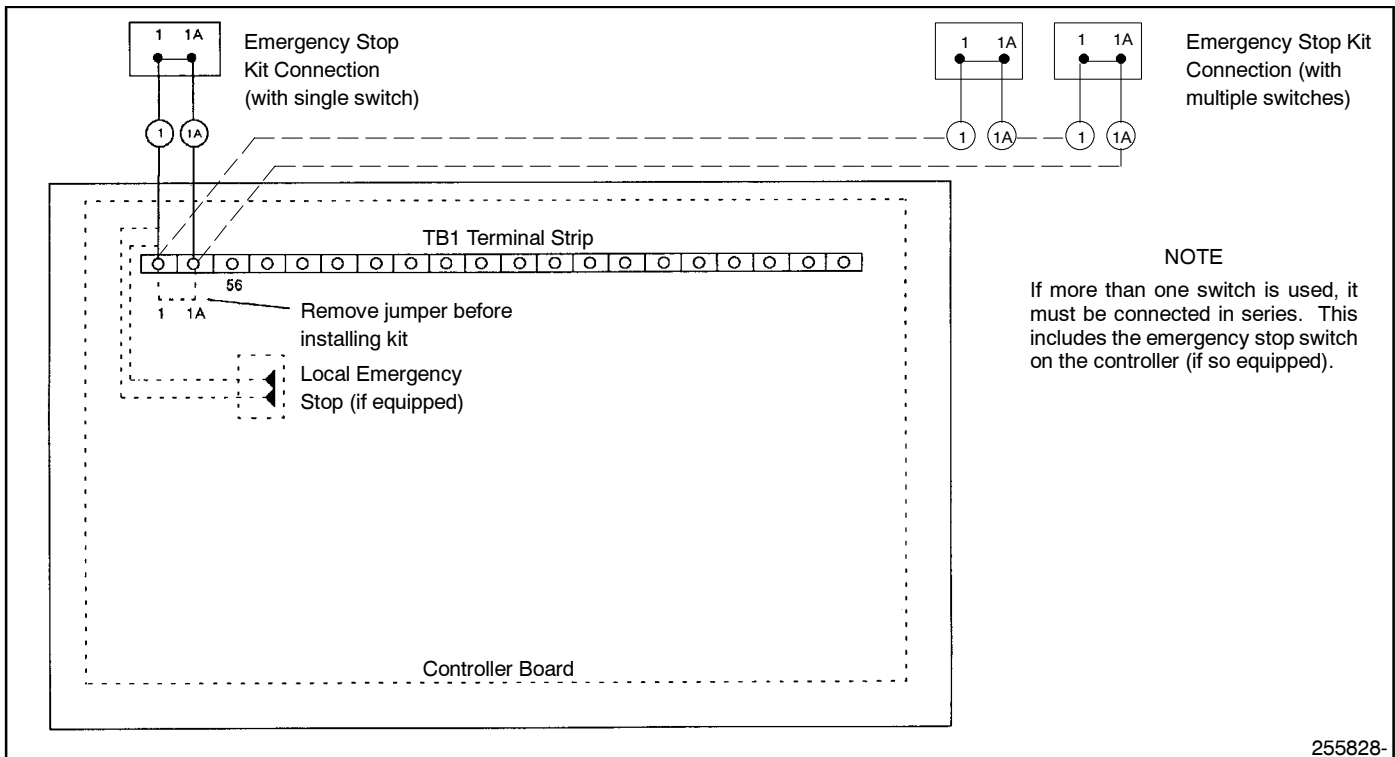 1 1A
Emergency Stop
Kit Connection
(with single switch)
1 1A
1 1A
1 1A
Emergency Stop Kit
Connection (with
multiple switches)
1 1A
1 1A
TB1 Terminal Strip
56
1 1A
Remove jumper before
installing kit
Local Emergency
Stop (if equipped)
Controller Board
NOTE
If more than one switch is used, it
must be connected in series. This
includes the emergency stop switch
on the controller (if so equipped).
255828-